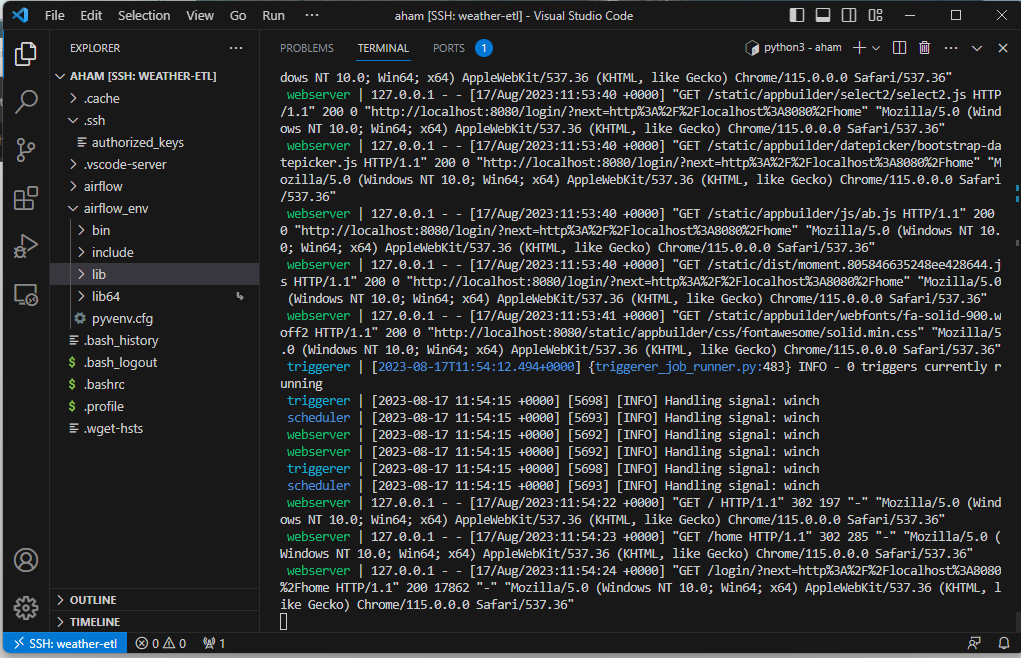 File Edit Selection View Go Run ··· aham [SSH: weather-etl] - Visual Studio Code
EXPLORER ···
PROBLEMS TERMINAL PORTS 1 python3 - aham
AHAM [SSH: WEATHER-ETL]
.cache
.ssh
authorized_keys
.vscode-server
airflow
airflow_env
bin
include
lib
lib64
pyvenv.cfg
.bash_history
$ .bash_logout
$ .bashrc
$ .profile
.wget-hsts
OUTLINE
TIMELINE
dows NT 10.0; Win64; x64) AppleWebKit/537.36 (KHTML, like Gecko) Chrome/115.0.0.0 Safari/537.36"
webserver | 127.0.0.1 - - [17/Aug/2023:11:53:40 +0000] "GET /static/appbuilder/select2/select2.js HTTP
/1.1" 200 0 "http://localhost:8080/login/?next=http%3A%2F%2Flocalhost%3A8080%2Fhome" "Mozilla/5.0 (Wind
ows NT 10.0; Win64; x64) AppleWebKit/537.36 (KHTML, like Gecko) Chrome/115.0.0.0 Safari/537.36"
webserver | 127.0.0.1 - - [17/Aug/2023:11:53:40 +0000] "GET /static/appbuilder/datepicker/bootstrap-da
tepicker.js HTTP/1.1" 200 0 "http://localhost:8080/login/?next=http%3A%2F%2Flocalhost%3A8080%2Fhome" "M
ozilla/5.0 (Windows NT 10.0; Win64; x64) AppleWebKit/537.36 (KHTML, like Gecko) Chrome/115.0.0.0 Safari
/537.36"
webserver | 127.0.0.1 - - [17/Aug/2023:11:53:40 +0000] "GET /static/appbuilder/js/ab.js HTTP/1.1" 200
0 "http://localhost:8080/login/?next=http%3A%2F%2Flocalhost%3A8080%2Fhome" "Mozilla/5.0 (Windows NT 10.
0; Win64; x64) AppleWebKit/537.36 (KHTML, like Gecko) Chrome/115.0.0.0 Safari/537.36"
webserver | 127.0.0.1 - - [17/Aug/2023:11:53:40 +0000] "GET /static/dist/moment.805846635248ee428644.j
s HTTP/1.1" 200 0 "http://localhost:8080/login/?next=http%3A%2F%2Flocalhost%3A8080%2Fhome" "Mozilla/5.0
(Windows NT 10.0; Win64; x64) AppleWebKit/537.36 (KHTML, like Gecko) Chrome/115.0.0.0 Safari/537.36"
webserver | 127.0.0.1 - - [17/Aug/2023:11:53:41 +0000] "GET /static/appbuilder/webfonts/fa-solid-900.w
off2 HTTP/1.1" 200 0 "http://localhost:8080/static/appbuilder/css/fontawesome/solid.min.css" "Mozilla/5
.0 (Windows NT 10.0; Win64; x64) AppleWebKit/537.36 (KHTML, like Gecko) Chrome/115.0.0.0 Safari/537.36"
triggerer | [2023-08-17T11:54:12.494+0000] {triggerer_job_runner.py:483} INFO - 0 triggers currently r
unning
triggerer | [2023-08-17 11:54:15 +0000] [5698] [INFO] Handling signal: winch
scheduler | [2023-08-17 11:54:15 +0000] [5693] [INFO] Handling signal: winch
webserver | [2023-08-17 11:54:15 +0000] [5692] [INFO] Handling signal: winch
webserver | [2023-08-17 11:54:15 +0000] [5692] [INFO] Handling signal: winch
triggerer | [2023-08-17 11:54:15 +0000] [5698] [INFO] Handling signal: winch
scheduler | [2023-08-17 11:54:15 +0000] [5693] [INFO] Handling signal: winch
webserver | 127.0.0.1 - - [17/Aug/2023:11:54:22 +0000] "GET / HTTP/1.1" 302 197 "-" "Mozilla/5.0 (Wind
ows NT 10.0; Win64; x64) AppleWebKit/537.36 (KHTML, like Gecko) Chrome/115.0.0.0 Safari/537.36"
webserver | 127.0.0.1 - - [17/Aug/2023:11:54:23 +0000] "GET /home HTTP/1.1" 302 285 "-" "Mozilla/5.0 (
Windows NT 10.0; Win64; x64) AppleWebKit/537.36 (KHTML, like Gecko) Chrome/115.0.0.0 Safari/537.36"
webserver | 127.0.0.1 - - [17/Aug/2023:11:54:24 +0000] "GET /login/?next=http%3A%2F%2Flocalhost%3A8080
%2Fhome HTTP/1.1" 200 17862 "-" "Mozilla/5.0 (Windows NT 10.0; Win64; x64) AppleWebKit/537.36 (KHTML, l
ike Gecko) Chrome/115.0.0.0 Safari/537.36"
SSH: weather-etl 0 0 1